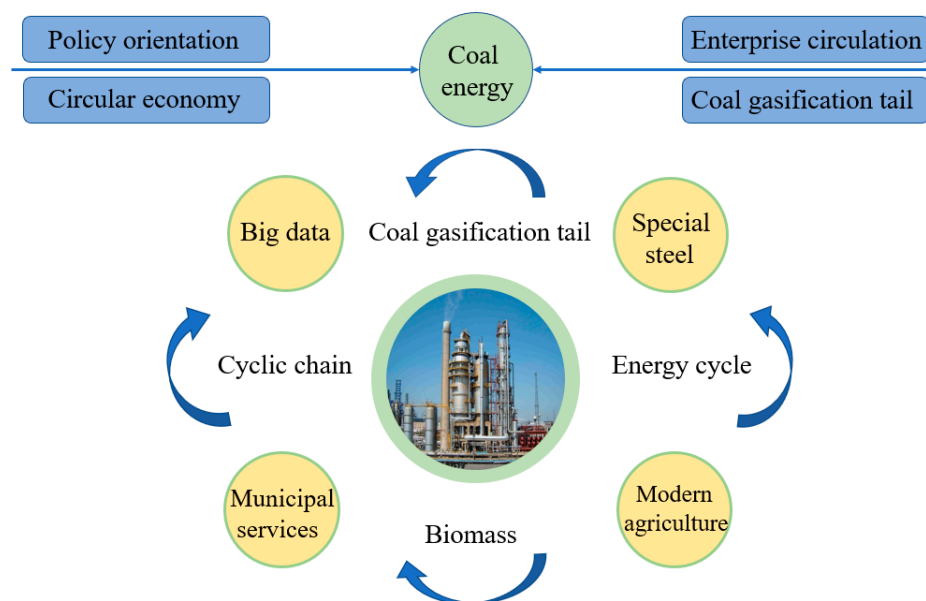 Policy orientation
Circular economy
Coal
energy
Enterprise circulation
Coal gasification tail
Big data
Coal gasification tail
Special
steel
Cyclic chain
Energy cycle
Municipal
services
Biomass
Modern
agriculture